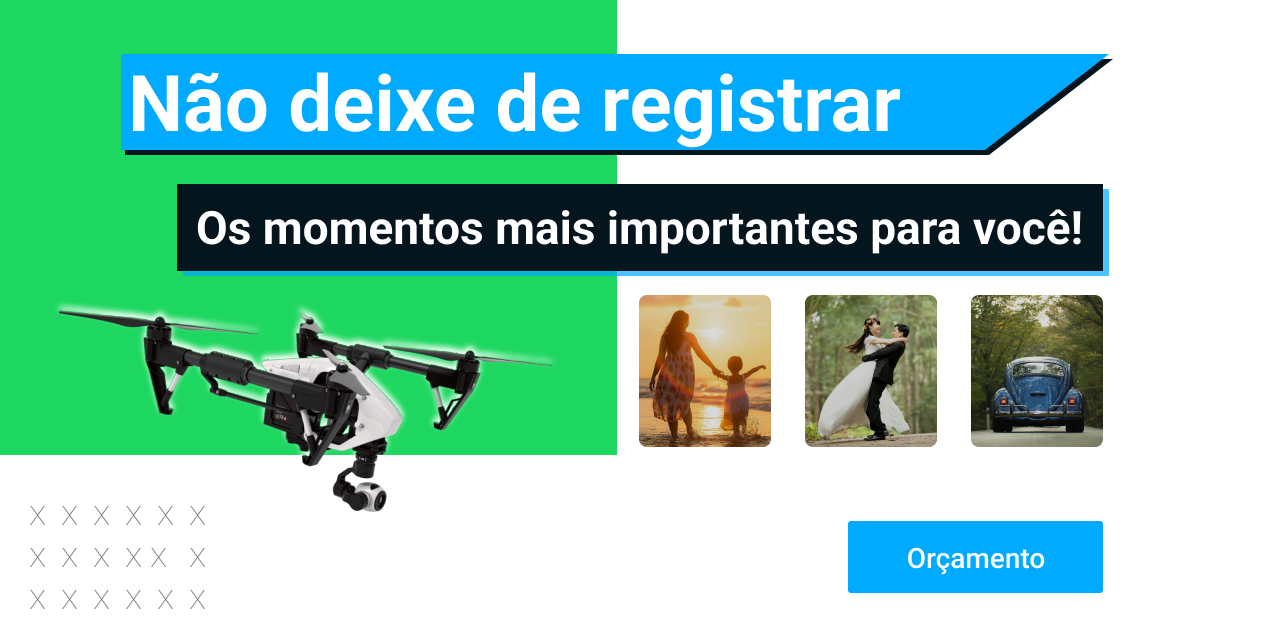 Não deixe de registrar
Os momentos mais importantes para você!
X X X X X X
X X X X X X
X X X X X X
Orçamento